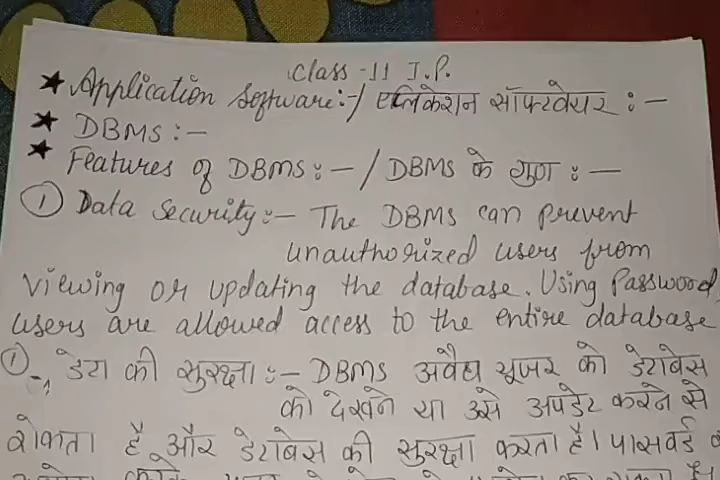 Class -11 I.P.
★ Application Software:-/ एप्लिकेशन सॉफ्टवेयर :-
★ DBMS :-
★ Features of DBMS :- / DBMS के गुण :-
① Data Security :- The DBMS can prevent
unauthorized users from
viewing or updating the database. Using Password,
users are allowed access to the entire database
① डेटा की सुरक्षा :- DBMS अवैध यूजर को डेटाबेस
को देखने या उसे अपडेट करने से
रोकता है और डेटाबेस की सुरक्षा करता है। पासवर्ड